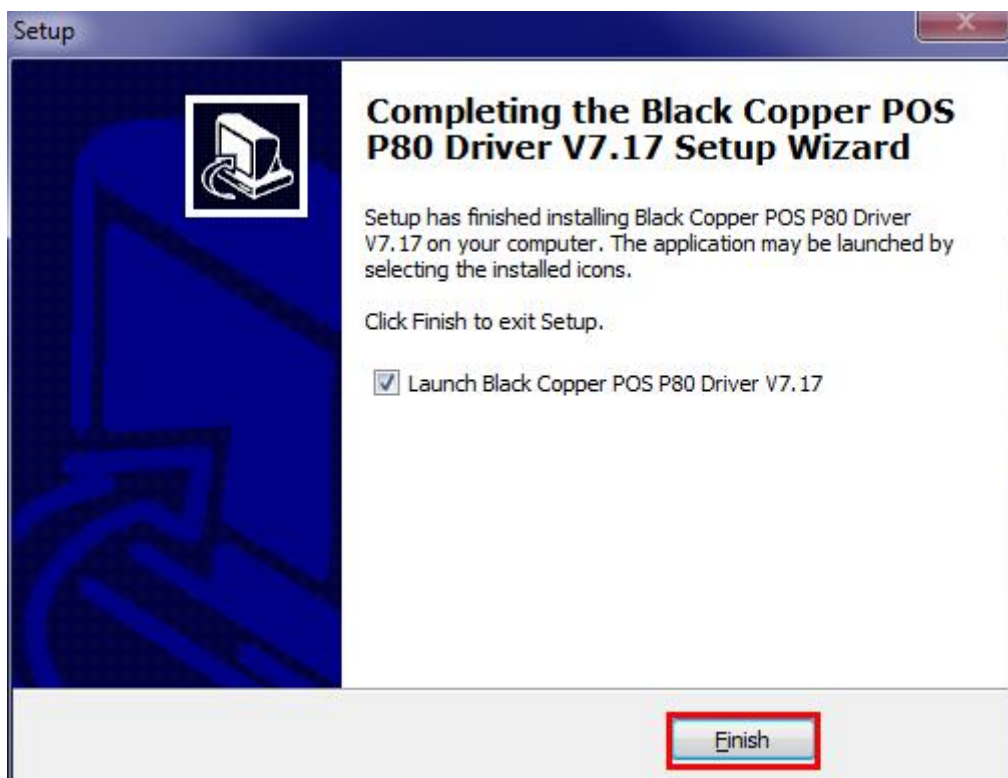 Setup
Completing the Black Copper POS
P80 Driver V7.17 Setup Wizard
Setup has finished installing Black Copper POS P80 Driver
V7.17 on your computer. The application may be launched by
selecting the installed icons.
Click Finish to exit Setup.
Launch Black Copper POS P80 Driver V7.17
Finish